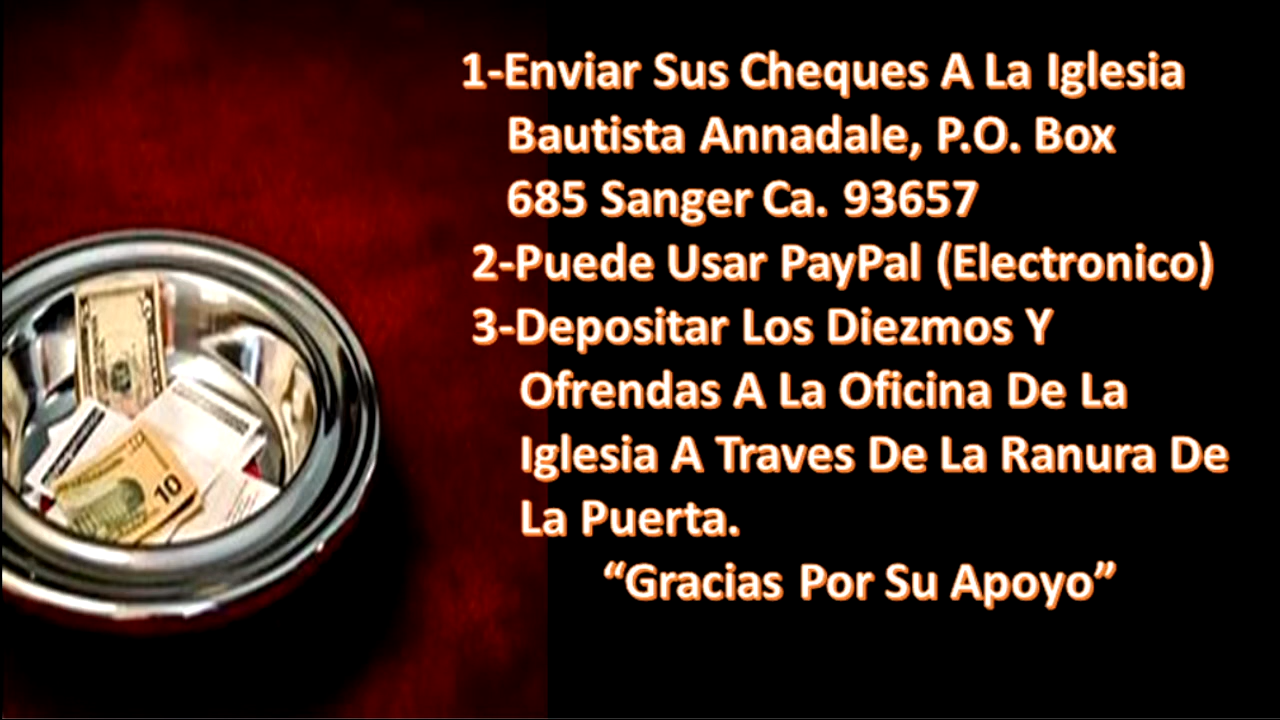 1-Enviar Sus Cheques A La Iglesia
Bautista Annadale, P.O. Box
685 Sanger Ca. 93657
2-Puede Usar PayPal (Electronico)
3-Depositar Los Diezmos Y
Ofrendas A La Oficina De La
Iglesia A Traves De La Ranura De
La Puerta.
“Gracias Por Su Apoyo”
10